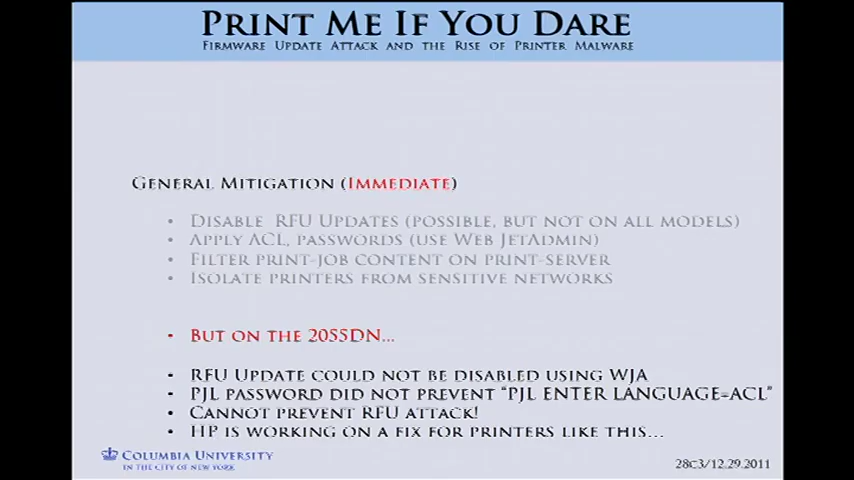 Print Me If You Dare
Firmware Update Attack and the Rise of Printer Malware
General Mitigation (Immediate)
• Disable RFU Updates (possible, but not on all models)
• Apply ACL, passwords (use Web JetAdmin)
• Filter print-job content on print-server
• Isolate printers from sensitive networks
• But on the 2055DN...
• RFU Update could not be disabled using WJA
• PJL password did not prevent “PJL ENTER LANGUAGE=ACL”
• Cannot prevent RFU attack!
• HP is working on a fix for printers like this...
Columbia University
in the City of New York
28c3/12.29.2011